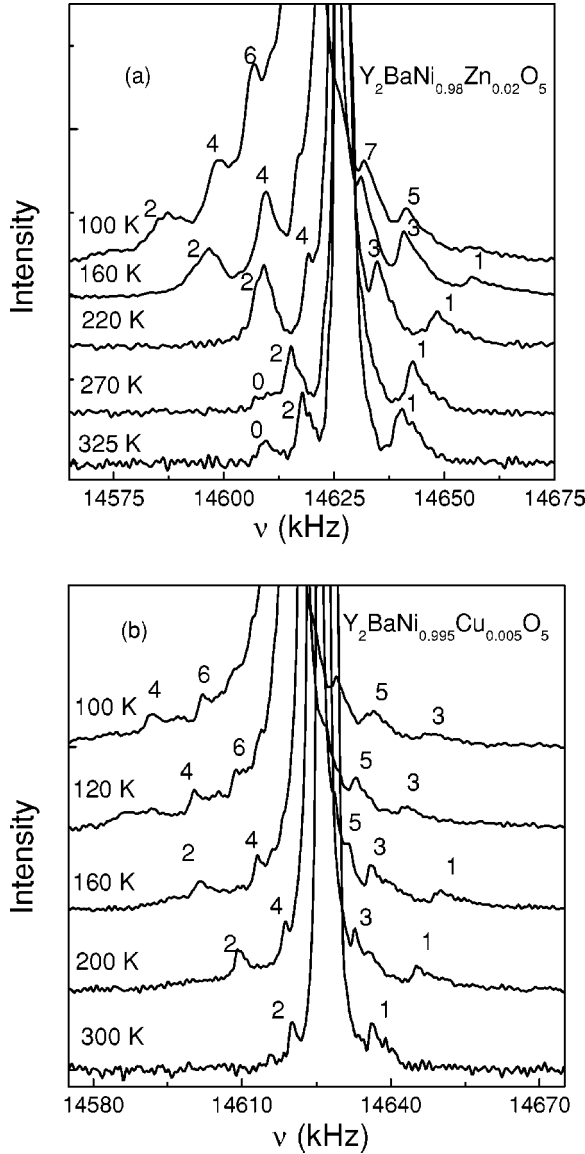 (a)
Y2BaNi0.98Zn0.02O5
6
4
2
4
2
4
2
2
0
2
0
7
5
3
3
1
1
1
1
100 K
160 K
220 K
270 K
325 K
Intensity
14575 14600 14625 14650 14675
ν (kHz)
(b)
Y2BaNi0.995Cu0.005O5
4
6
5
3
100 K
4
6
5
3
120 K
2
4
5
3
1
160 K
2
4
3
1
200 K
2
1
300 K
Intensity
14580 14610 14640 14670
ν (kHz)